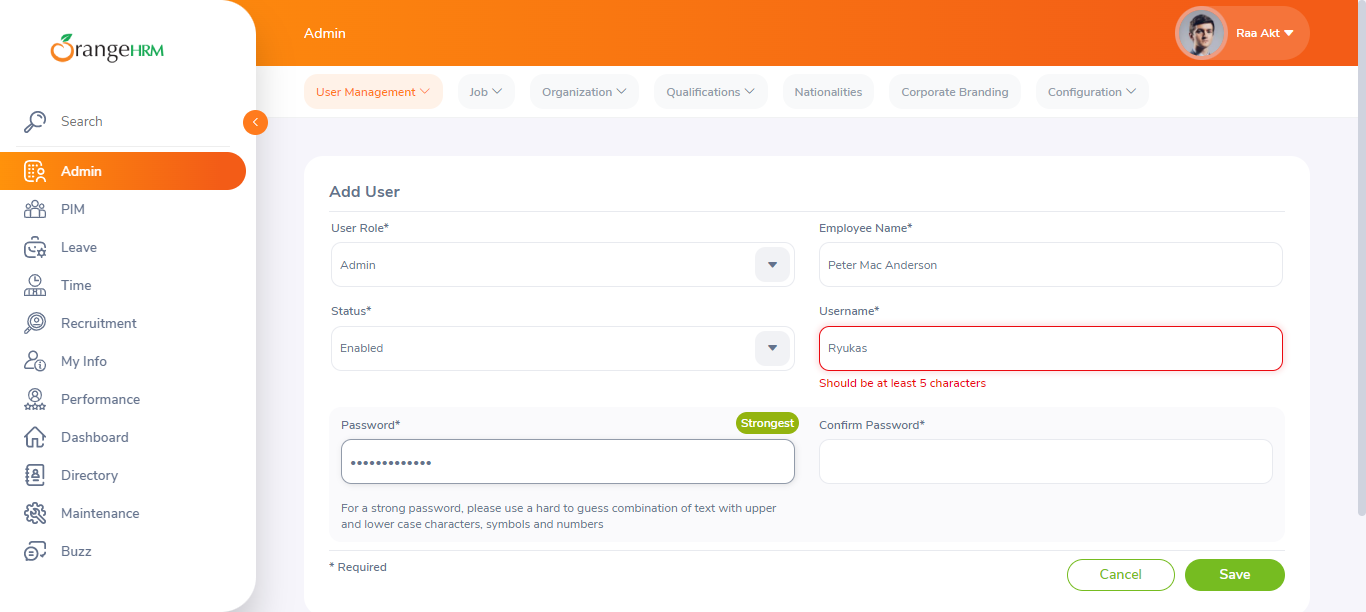 OrangeHRM
Search
Admin
PIM
Leave
Time
Recruitment
My Info
Performance
Dashboard
Directory
Maintenance
Buzz
Admin
Raa Akt
User Management
Job
Organization
Qualifications
Nationalities
Corporate Branding
Configuration
Add User
User Role*
Admin
Employee Name*
Peter Mac Anderson
Status*
Enabled
Username*
Ryukas
Should be at least 5 characters
Password*
Strongest
•••••••••••••
Confirm Password*
For a strong password, please use a hard to guess combination of text with upper
and lower case characters, symbols and numbers
* Required
Cancel
Save